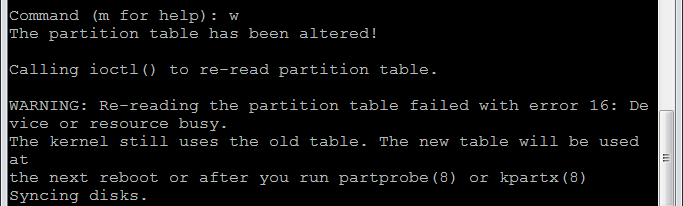 Command (m for help): w
The partition table has been altered!
Calling ioctl() to re-read partition table.
WARNING: Re-reading the partition table failed with error 16: De
vice or resource busy.
The kernel still uses the old table. The new table will be used
at
the next reboot or after you run partprobe(8) or kpartx(8)
Syncing disks.